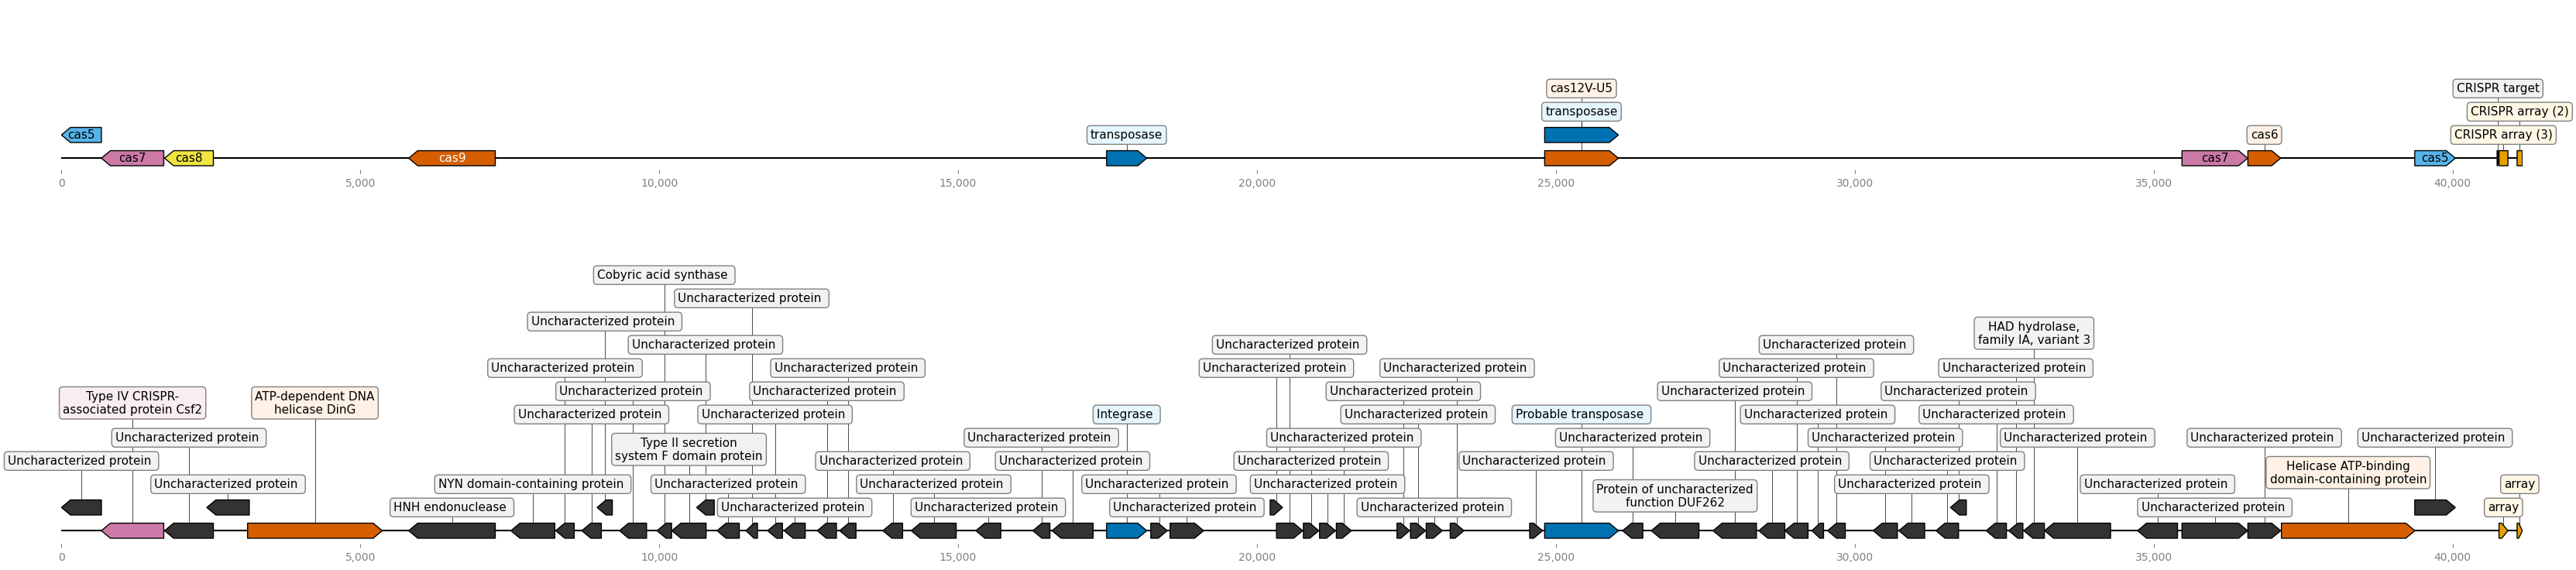 CRISPR target
cas12V-U5
transposase
CRISPR array (2)
cas5
transposase
cas6
CRISPR array (3)
cas7
cas8
cas9
cas7
cas5
0
5,000
10,000
15,000
20,000
25,000
30,000
35,000
40,000
Cobyric acid synthase
Uncharacterized protein
Uncharacterized protein
HAD hydrolase,
family IA, variant 3
Uncharacterized protein
Uncharacterized protein
Uncharacterized protein
Uncharacterized protein
Uncharacterized protein
Uncharacterized protein
Uncharacterized protein
Uncharacterized protein
Uncharacterized protein
Type IV CRISPR-
associated protein Csf2
ATP-dependent DNA
helicase DinG
Uncharacterized protein
Uncharacterized protein
Uncharacterized protein
Uncharacterized protein
Uncharacterized protein
Uncharacterized protein
Uncharacterized protein
Integrase
Uncharacterized protein
Probable transposase
Uncharacterized protein
Uncharacterized protein
Uncharacterized protein
Type II secretion
system F domain protein
Uncharacterized protein
Uncharacterized protein
Uncharacterized protein
Uncharacterized protein
Uncharacterized protein
Uncharacterized protein
Uncharacterized protein
Uncharacterized protein
Uncharacterized protein
Uncharacterized protein
Uncharacterized protein
Uncharacterized protein
Uncharacterized protein
Uncharacterized protein
Helicase ATP-binding
domain-containing protein
Uncharacterized protein
NYN domain-containing protein
Uncharacterized protein
Uncharacterized protein
Uncharacterized protein
Uncharacterized protein
Protein of uncharacterized
function DUF262
Uncharacterized protein
Uncharacterized protein
array
HNH endonuclease
Uncharacterized protein
Uncharacterized protein
Uncharacterized protein
Uncharacterized protein
Uncharacterized protein
array
0
5,000
10,000
15,000
20,000
25,000
30,000
35,000
40,000